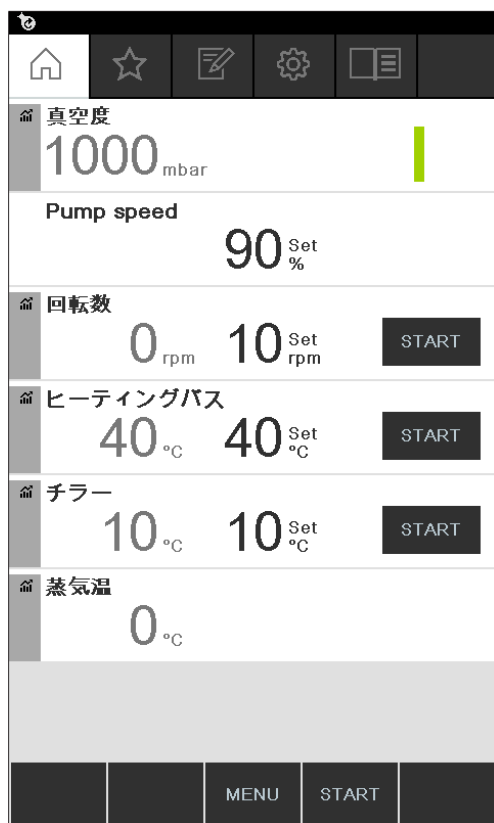 真空度
1000 mbar
Pump speed
90 Set %
回転数
0 rpm 10 Set rpm START
ヒーティングバス
40 °C 40 Set °C START
チラー
10 °C 10 Set °C START
蒸気温
0 °C
MENU START